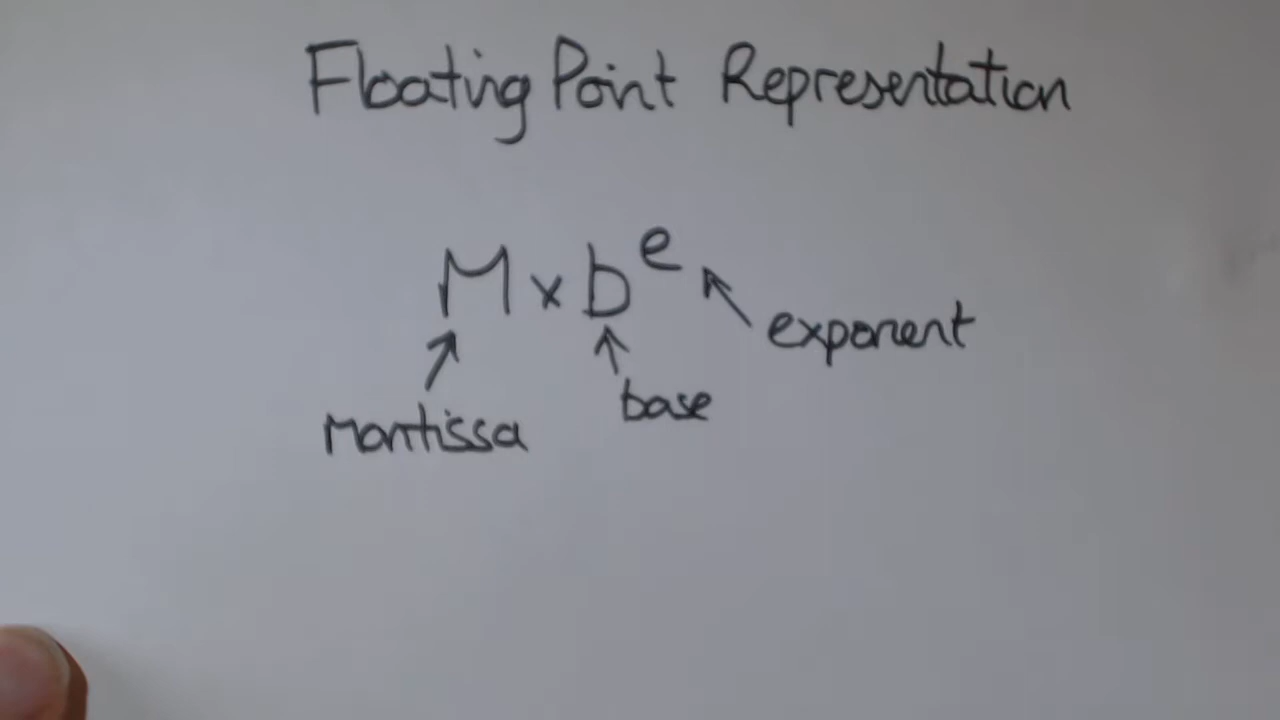 Floating Point Representation
M × b^e
exponent
base
Mantissa